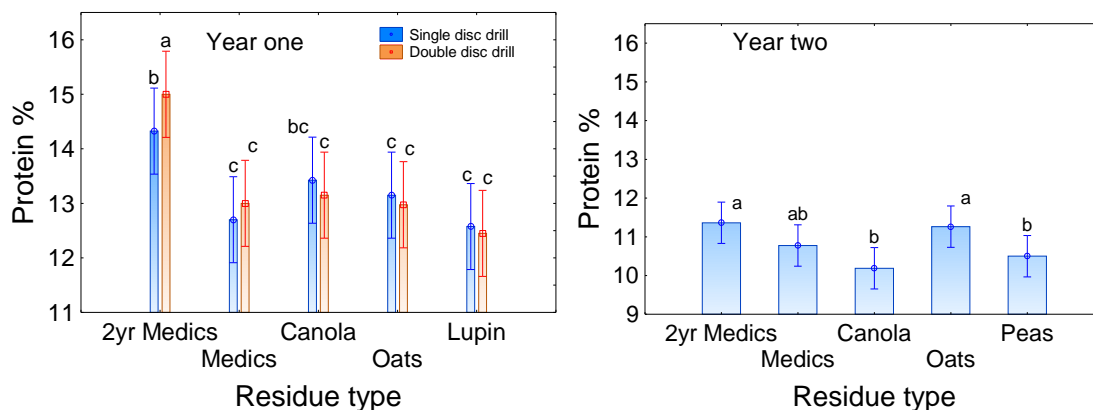 Year one
Single disc drill
Double disc drill
Protein %
16
15
14
13
12
11
b
a
c
c
bc
c
c
c
c
c
2yr Medics
Medics
Canola
Oats
Lupin
Residue type
Year two
Protein %
16
15
14
13
12
11
10
9
a
ab
b
a
b
2yr Medics
Medics
Canola
Oats
Peas
Residue type